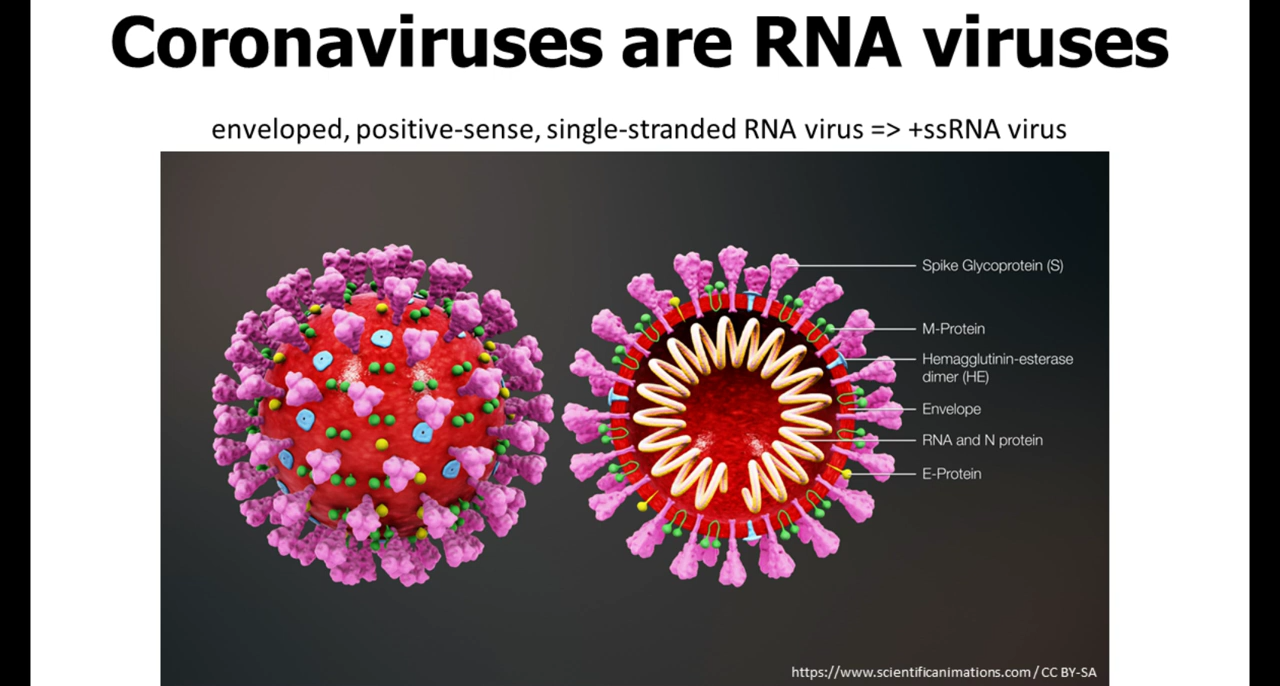 Coronaviruses are RNA viruses
enveloped, positive-sense, single-stranded RNA virus => +ssRNA virus
Spike Glycoprotein (S)
M-Protein
Hemagglutinin-esterase
dimer (HE)
Envelope
RNA and N protein
E-Protein
https://www.scientificanimations.com / CC BY-SA